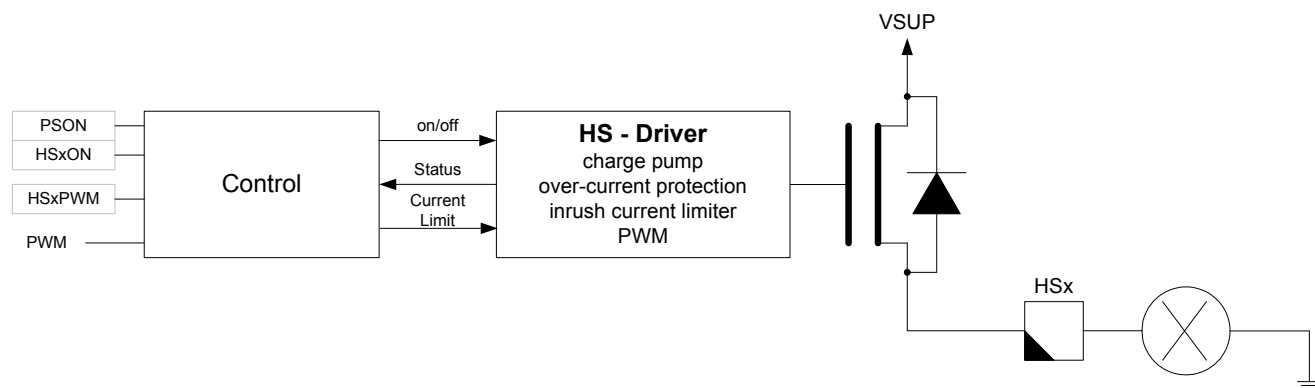 VSUP
PSON
HSxON
HSxPWM
PWM
Control
on/off
Status
Current
Limit
HS - Driver
charge pump
over-current protection
inrush current limiter
PWM
HSx